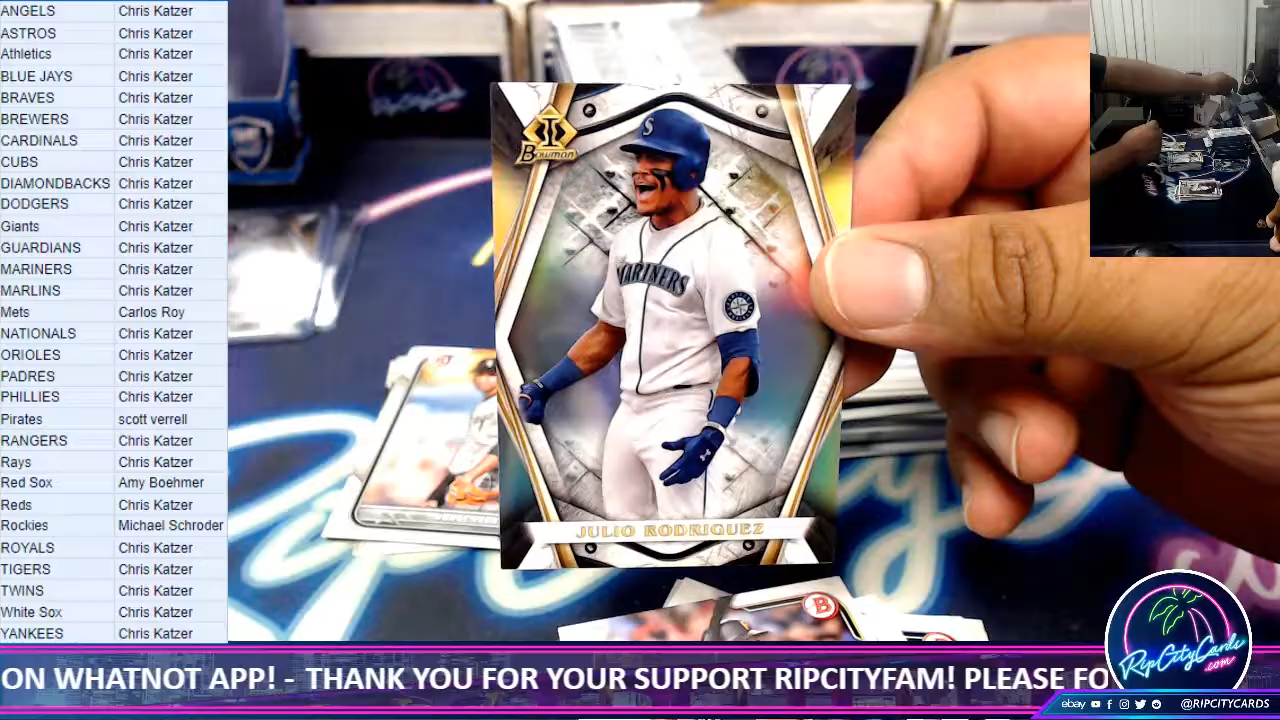 ANGELS Chris Katzer
ASTROS Chris Katzer
Athletics Chris Katzer
BLUE JAYS Chris Katzer
BRAVES Chris Katzer
BREWERS Chris Katzer
CARDINALS Chris Katzer
CUBS Chris Katzer
DIAMONDBACKS Chris Katzer
DODGERS Chris Katzer
Giants Chris Katzer
GUARDIANS Chris Katzer
MARINERS Chris Katzer
MARLINS Chris Katzer
Mets Carlos Roy
NATIONALS Chris Katzer
ORIOLES Chris Katzer
PADRES Chris Katzer
PHILLIES Chris Katzer
Pirates scott verrell
RANGERS Chris Katzer
Rays Chris Katzer
Red Sox Amy Boehmer
Reds Chris Katzer
Rockies Michael Schroder
ROYALS Chris Katzer
TIGERS Chris Katzer
TWINS Chris Katzer
White Sox Chris Katzer
YANKEES Chris Katzer
Bowman
S
MARINERS
JULIO RODRIGUEZ
B
RipCityCards
.com
ON WHATNOT APP! - THANK YOU FOR YOUR SUPPORT RIPCITYFAM! PLEASE FO
ebay @RIPCITYCARDS